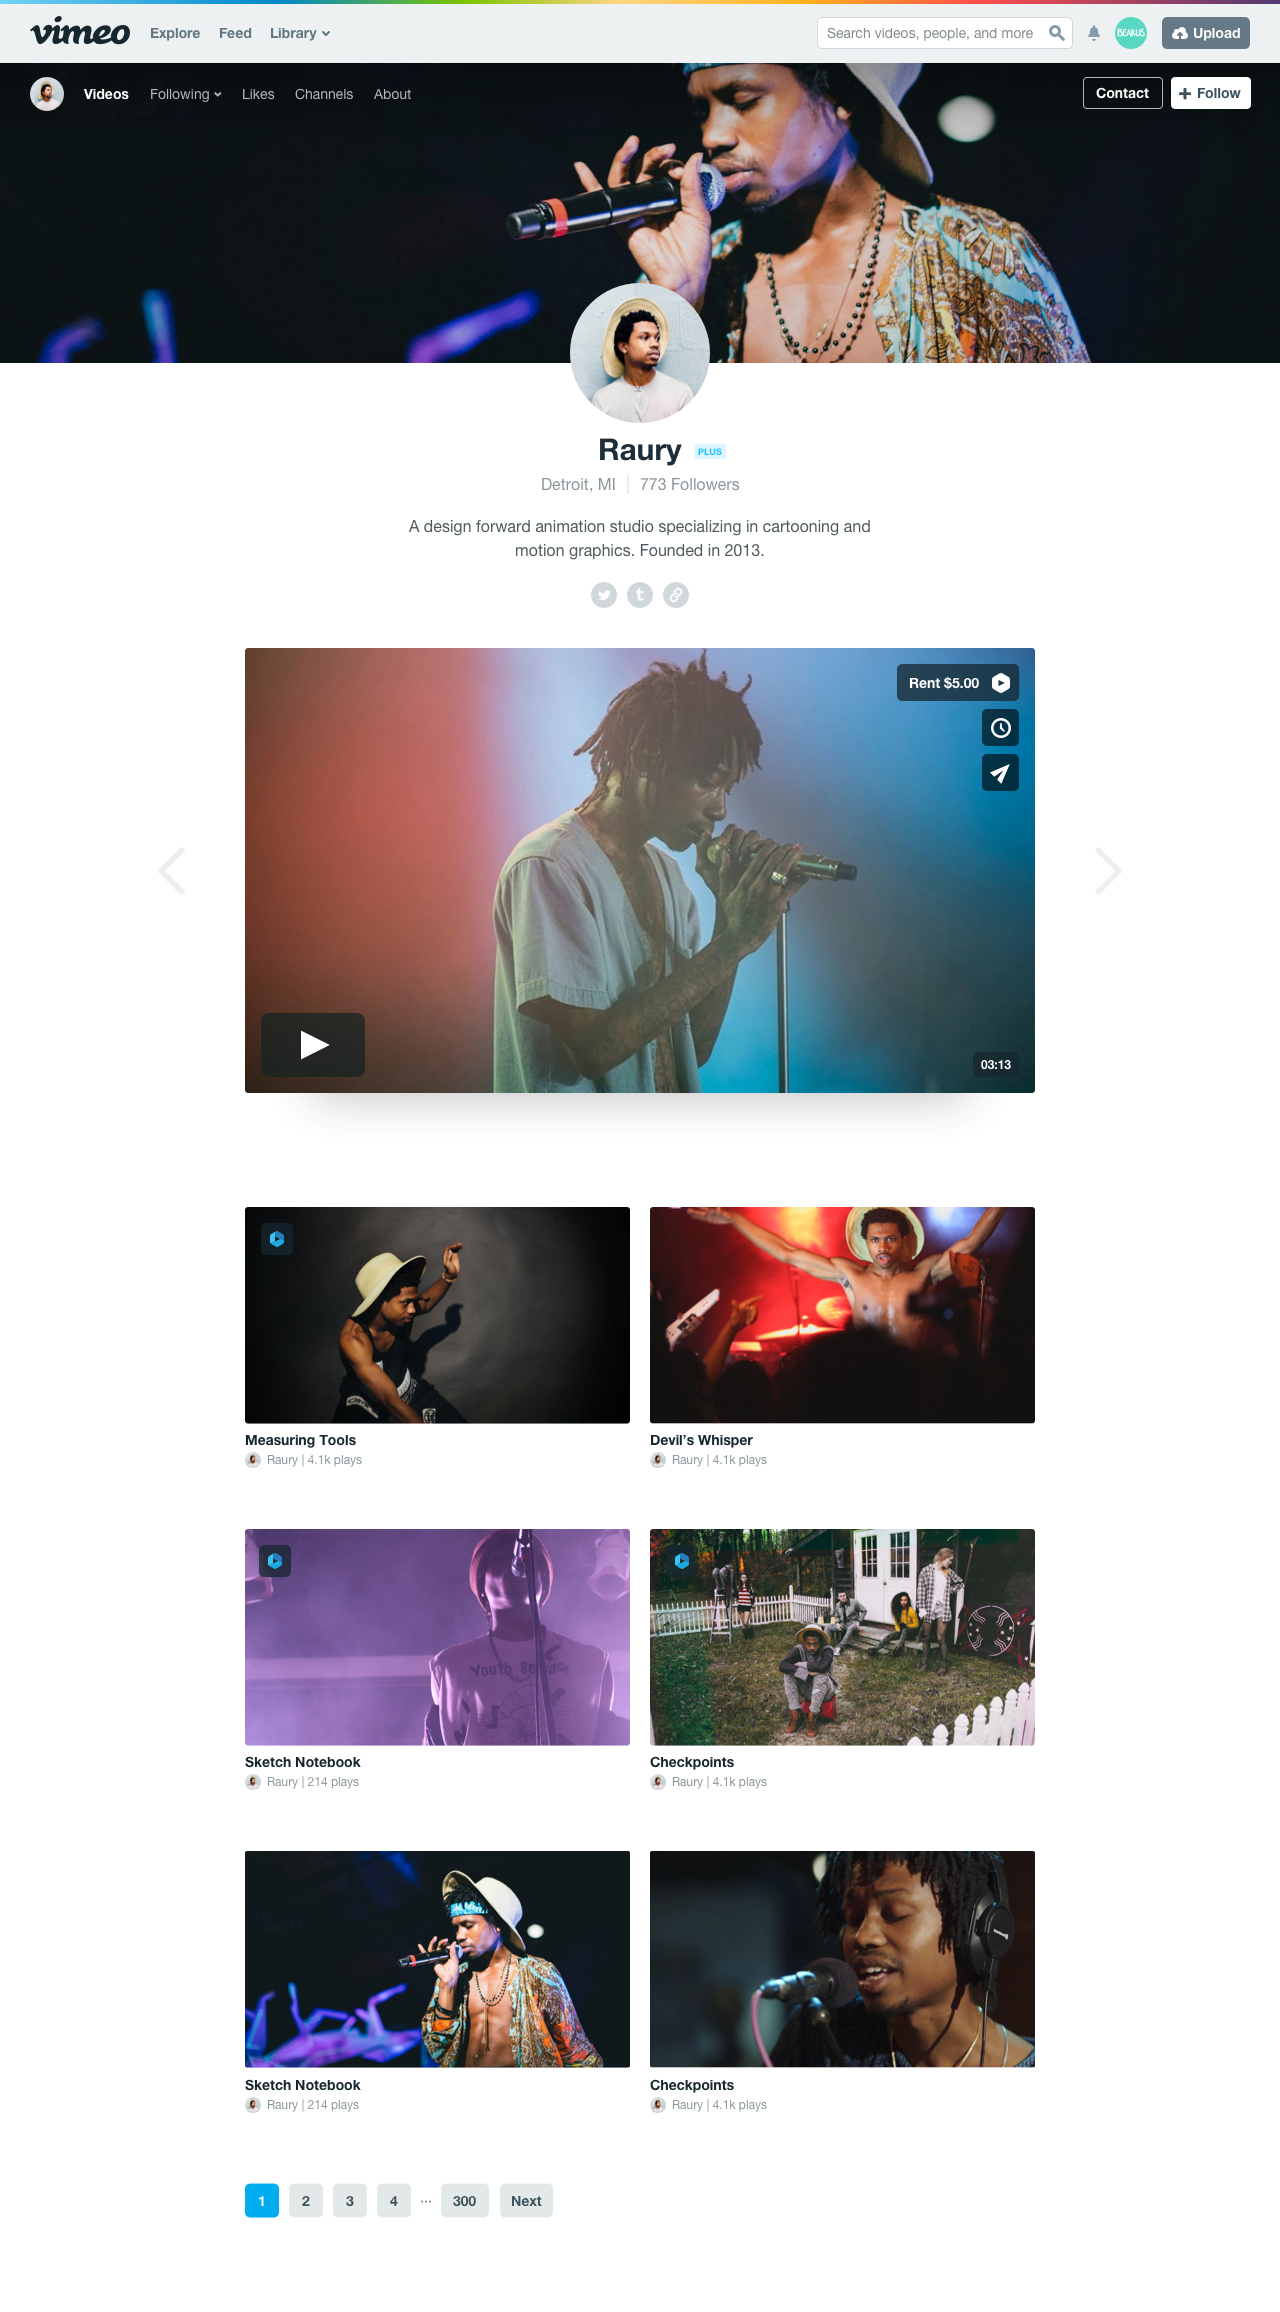 vimeo Explore Feed Library Search videos, people, and more BEARUS Upload
Videos Following Likes Channels About Contact Follow
Raury PLUS
Detroit, MI 773 Followers
A design forward animation studio specializing in cartooning and
motion graphics. Founded in 2013.
Rent $5.00
03:13
Measuring Tools
Raury | 4.1k plays
Devil’s Whisper
Raury | 4.1k plays
Youth
Sketch Notebook
Raury | 214 plays
Checkpoints
Raury | 4.1k plays
Sketch Notebook
Raury | 214 plays
Checkpoints
Raury | 4.1k plays
1 2 3 4 ... 300 Next